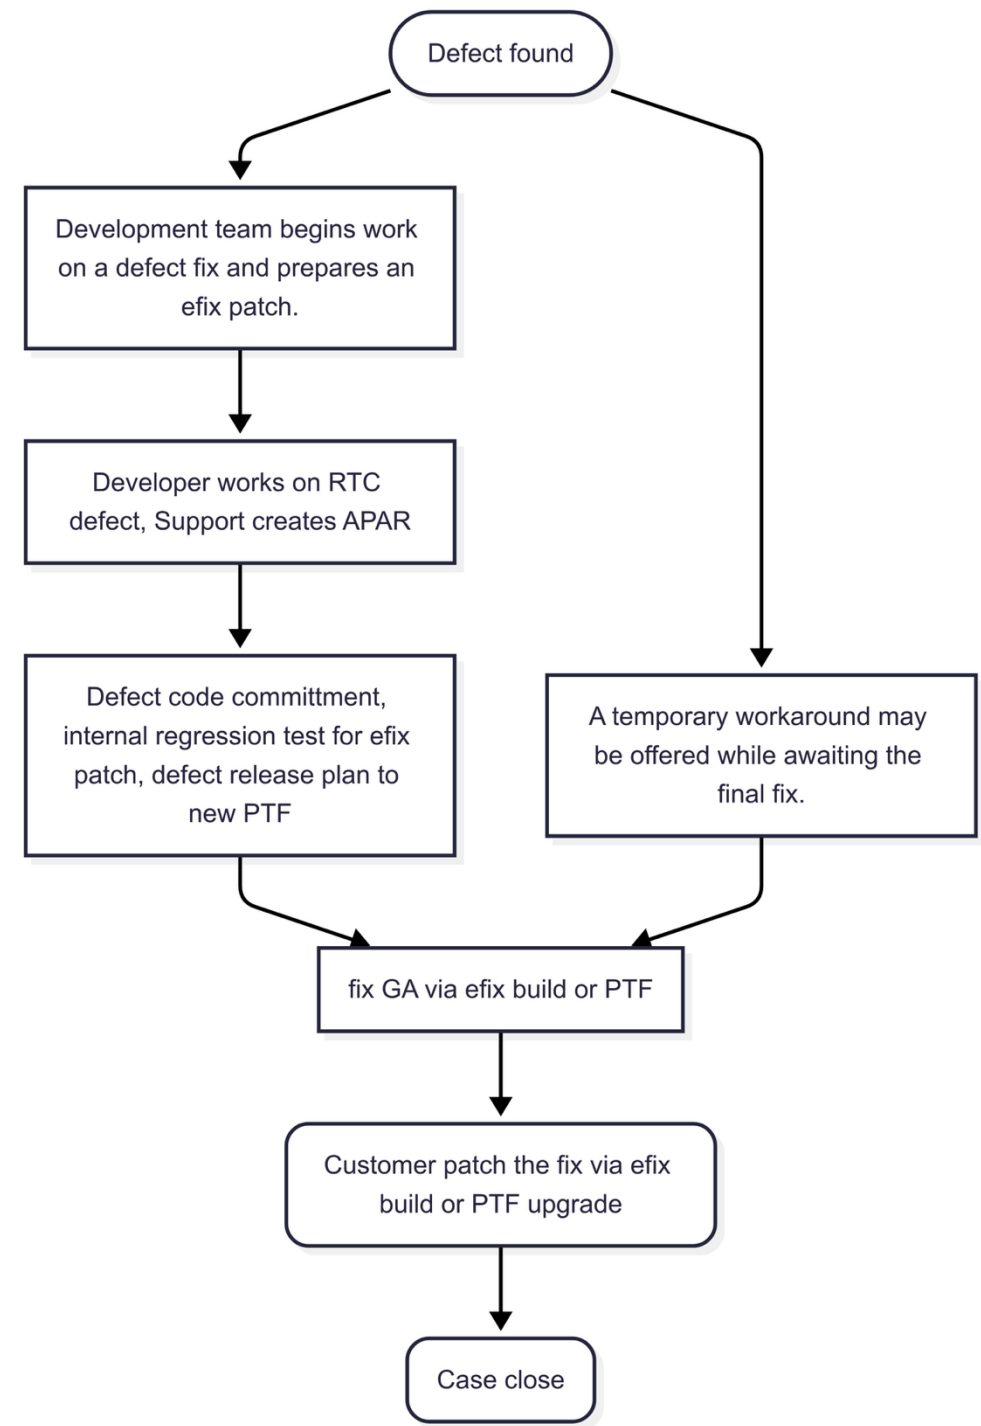 Defect found
Development team begins work
on a defect fix and prepares an
efix patch.
Developer works on RTC
defect, Support creates APAR
Defect code committment,
internal regression test for efix
patch, defect release plan to
new PTF
A temporary workaround may
be offered while awaiting the
final fix.
fix GA via efix build or PTF
Customer patch the fix via efix
build or PTF upgrade
Case close